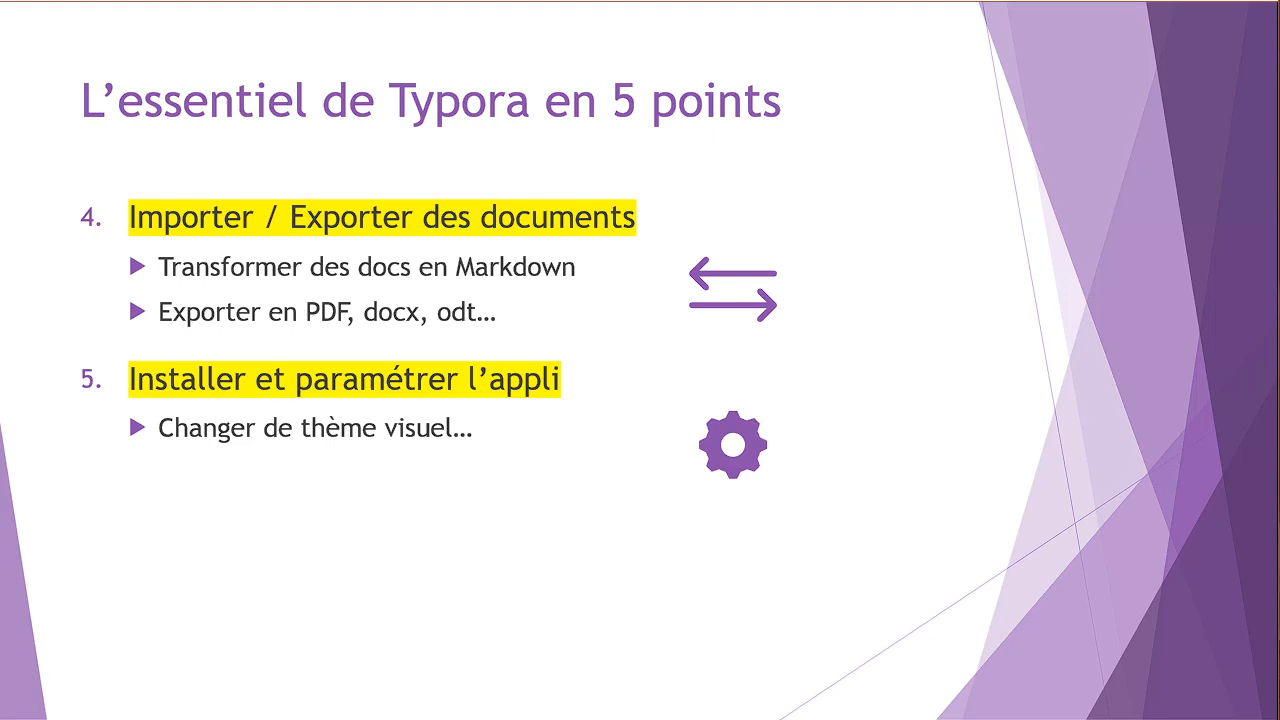 L’essentiel de Typora en 5 points
4. Importer / Exporter des documents
Transformer des docs en Markdown
Exporter en PDF, docx, odt…
5. Installer et paramétrer l’appli
Changer de thème visuel…